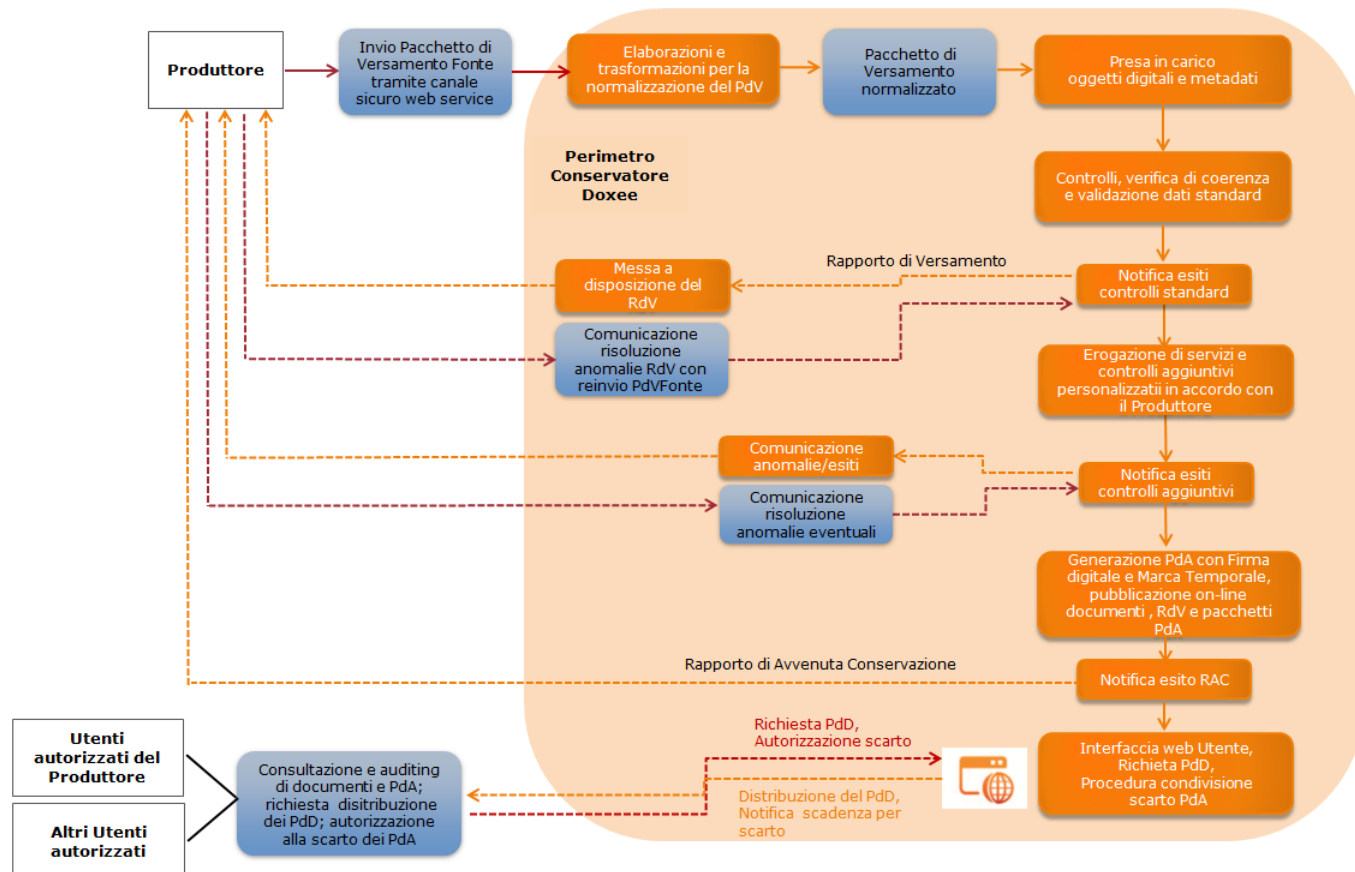 Produttore
Invio Pacchetto di
Versamento Fonte
tramite canale
sicuro web service
Elaborazioni e
trasformazioni per la
normalizzazione del PdV
Pacchetto di
Versamento
normalizzato
Presa in carico
oggetti digitali e metadati
Perimetro
Conservatore
Doxee
Controlli, verifica di coerenza
e validazione dati standard
Rapporto di Versamento
Messa a
disposizione del
RdV
Notifica esiti
controlli standard
Comunicazione
risoluzione
anomalie RdV con
reinvio PdVFonte
Erogazione di servizi e
controlli aggiuntivi
personalizzatii in accordo con
il Produttore
Comunicazione
anomalie/esiti
Notifica esiti
controlli aggiuntivi
Comunicazione
risoluzione
anomalie eventuali
Generazione PdA con Firma
digitale e Marca Temporale,
pubblicazione on-line
documenti , RdV e pacchetti
PdA
Rapporto di Avvenuta Conservazione
Notifica esito RAC
Utenti
autorizzati del
Produttore
Altri Utenti
autorizzati
Consultazione e auditing
di documenti e PdA;
richiesta disitribuzione
dei PdD; autorizzazione
alla scarto dei PdA
Richiesta PdD,
Autorizzazione scarto
Distribuzione del PdD,
Notifica scadenza per
scarto
Interfaccia web Utente,
Richieta PdD,
Procedura condivisione
scarto PdA